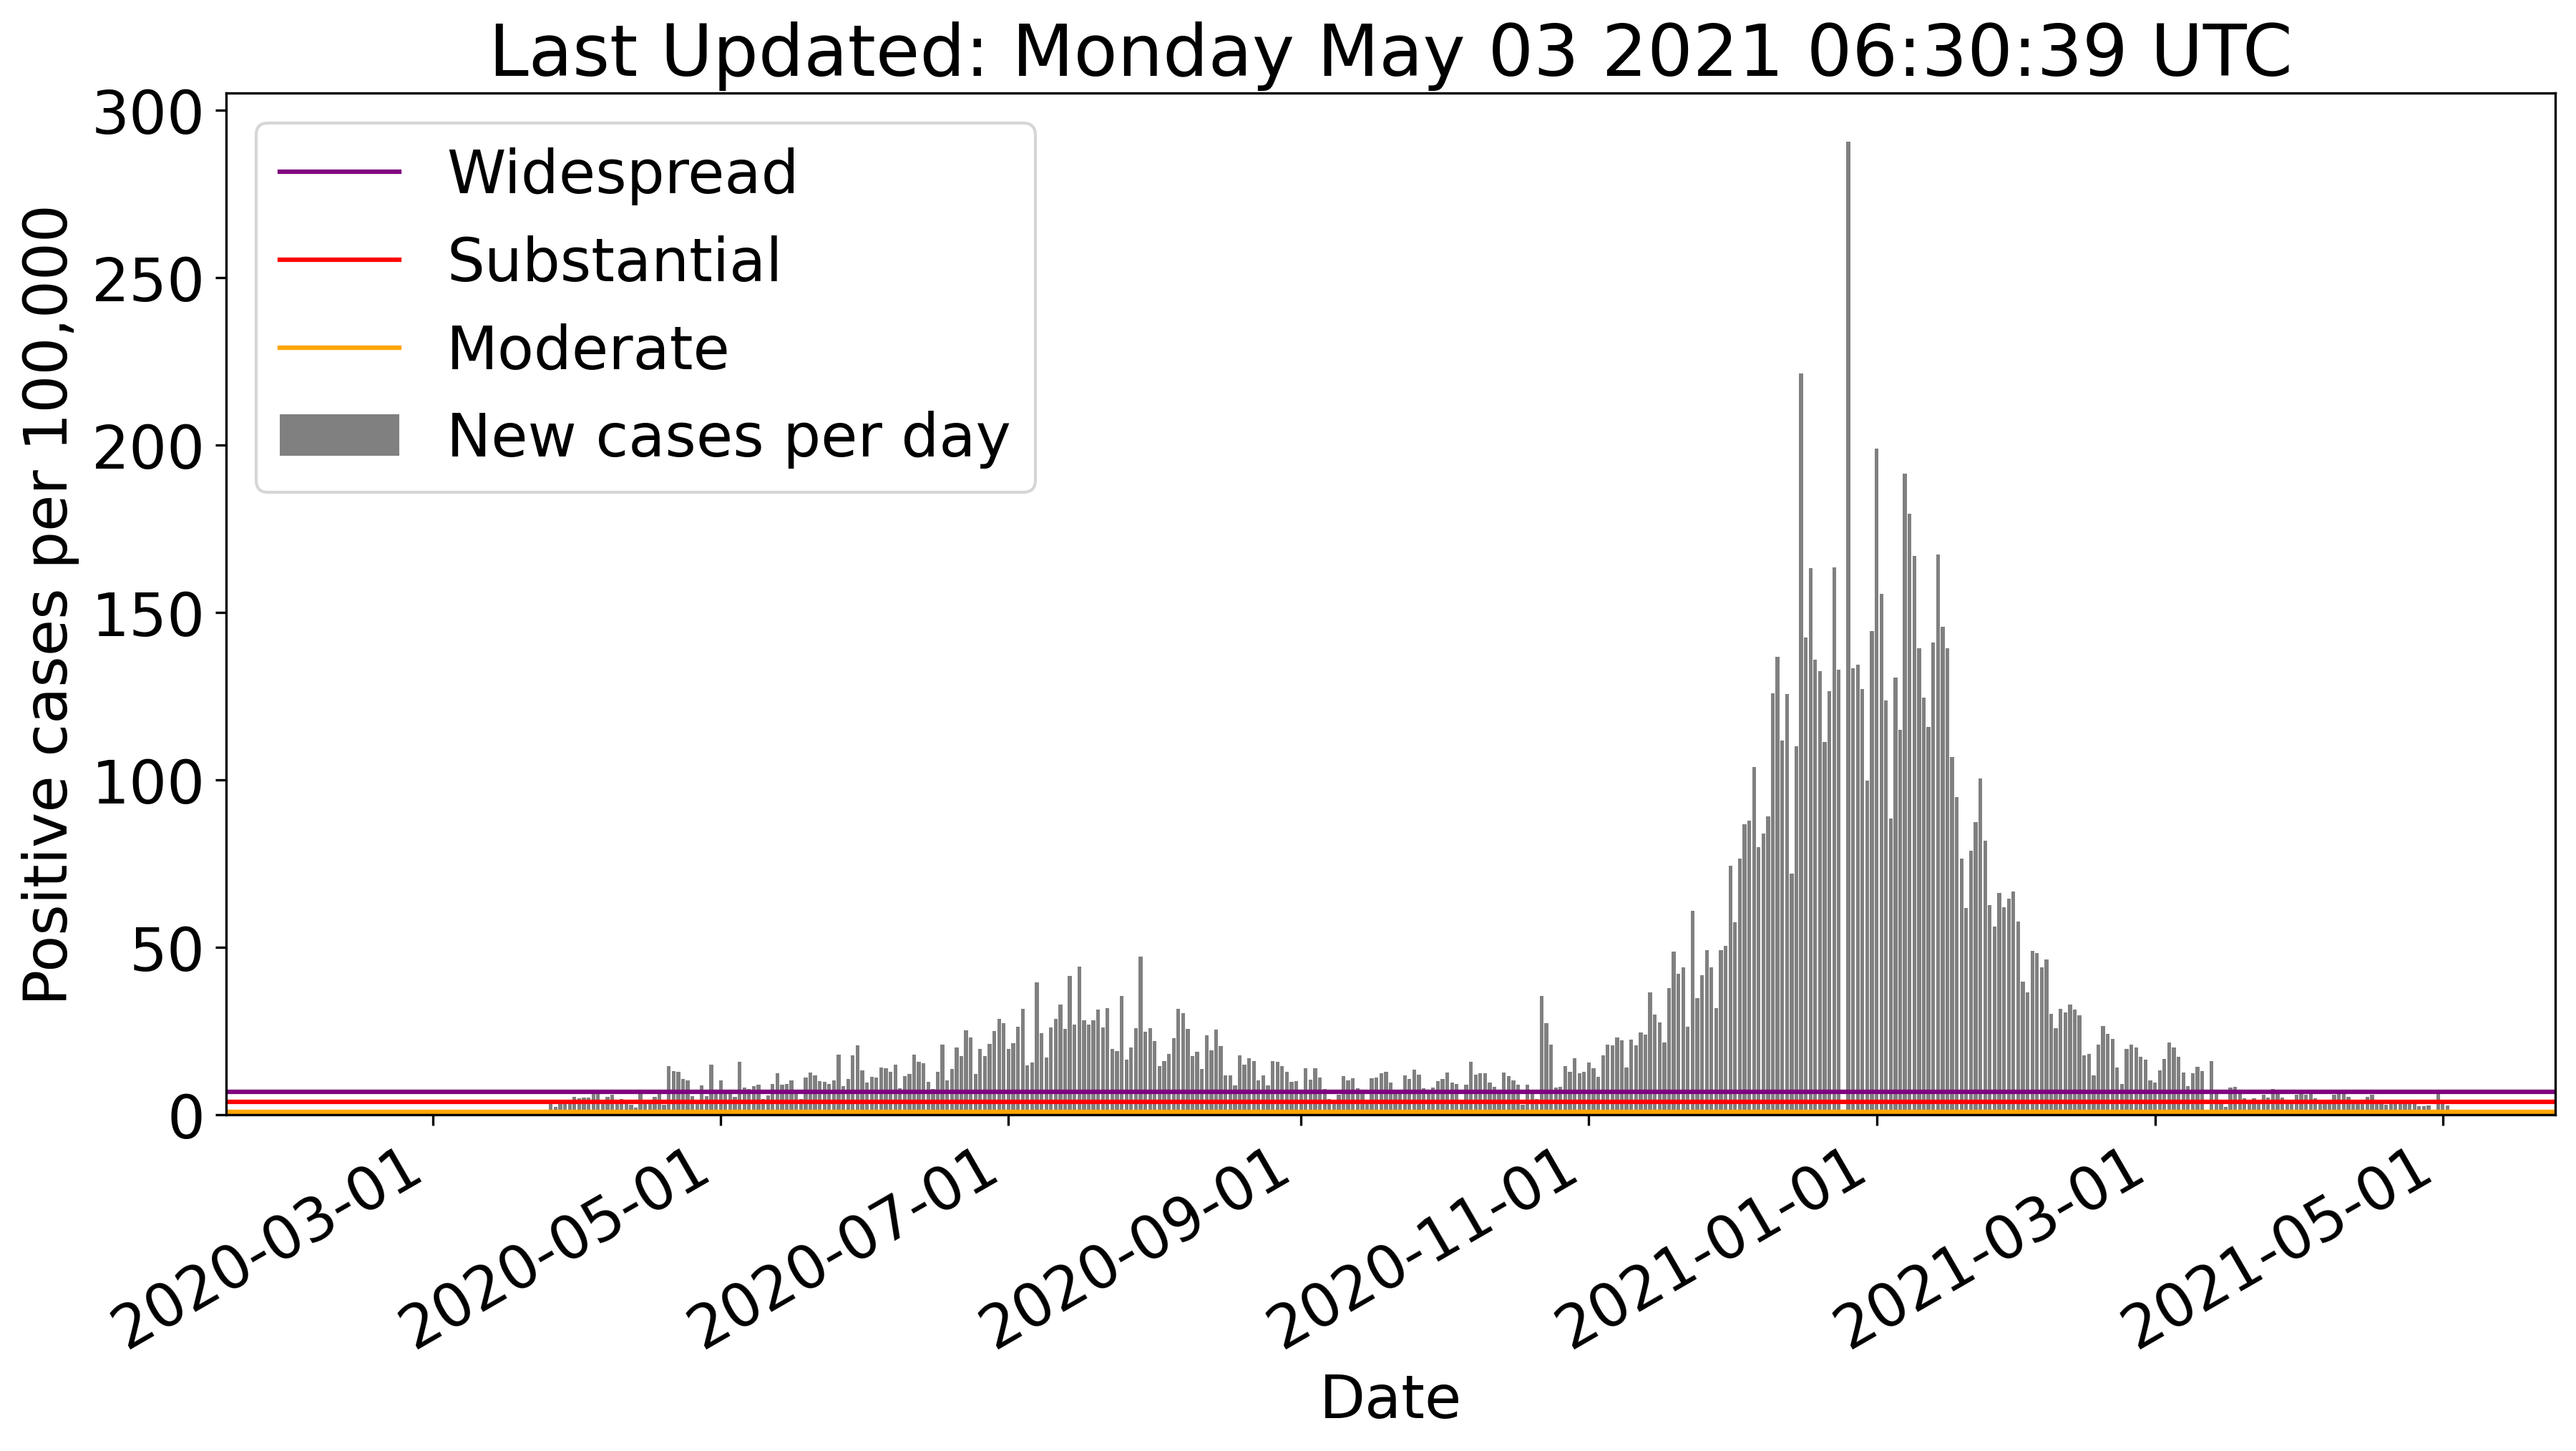 Last Updated: Monday May 03 2021 06:30:39 UTC
Positive cases per 100,000
300
250
200
150
100
50
0
Widespread
Substantial
Moderate
New cases per day
2020-03-01
2020-05-01
2020-07-01
2020-09-01
2020-11-01
2021-01-01
2021-03-01
2021-05-01
Date